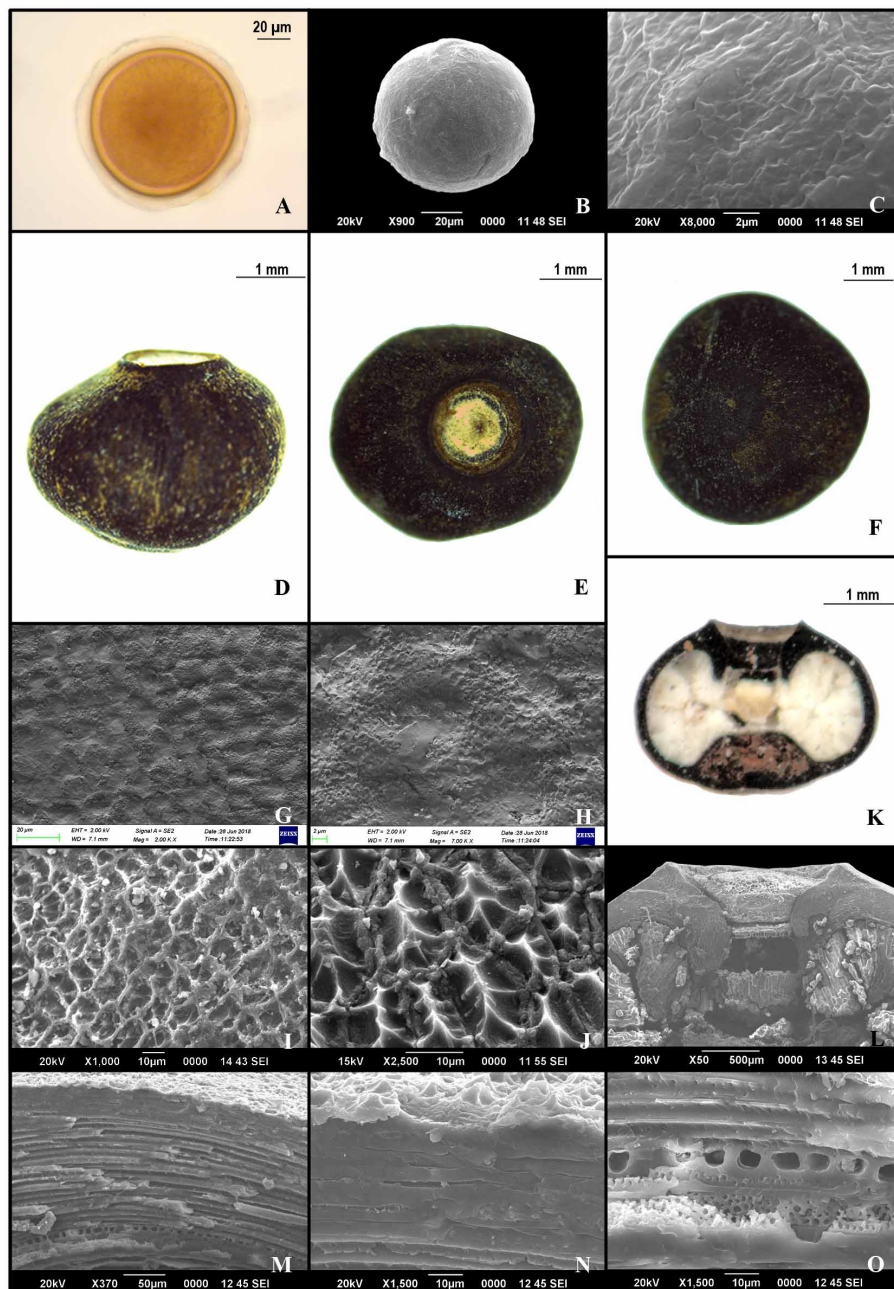 20 µm
A
20kV X900 20µm 0000 11 48 SEI
B
20kV X8,000 2µm 0000 11 48 SEI
C
1 mm
D
1 mm
E
1 mm
F
G
20 µm EHT = 2.00 kV Signal A = SE2 Date :28 Jun 2018 ZEISS
WD = 7.1 mm Mag = 2.00 K X Time :11:22:53
H
2 µm EHT = 2.00 kV Signal A = SE2 Date :28 Jun 2018 ZEISS
WD = 7.1 mm Mag = 7.00 K X Time :11:24:04
1 mm
K
I
20kV X1,000 10µm 0000 14 43 SEI
J
15kV X2,500 10µm 0000 11 55 SEI
L
20kV X50 500µm 0000 13 45 SEI
M
20kV X370 50µm 0000 12 45 SEI
N
20kV X1,500 10µm 0000 12 45 SEI
O
20kV X1,500 10µm 0000 12 45 SEI